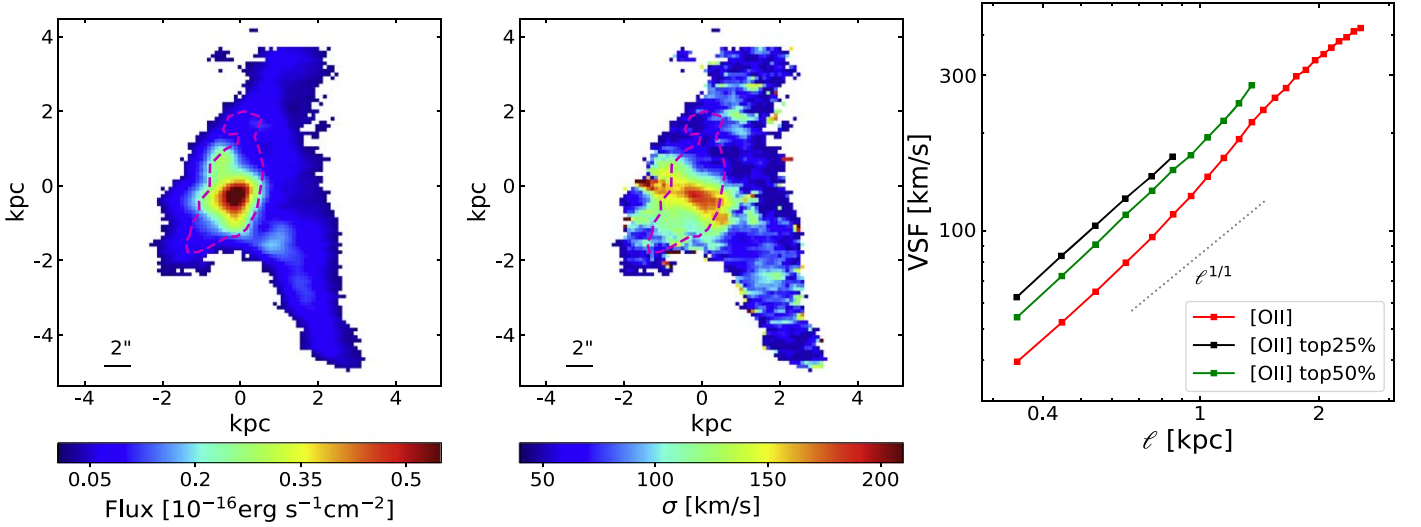 4
2
0
-2
-4
kpc
2"
-4 -2 0 2 4
kpc
0.05 0.2 0.35 0.5
Flux [10⁻¹⁶erg s⁻¹cm⁻²]
4
2
0
-2
-4
kpc
2"
-4 -2 0 2 4
kpc
50 100 150 200
σ [km/s]
300
100
VSF [km/s]
ℓ¹ᐟ¹
[OII]
[OII] top25%
[OII] top50%
0.4 1 2
ℓ [kpc]